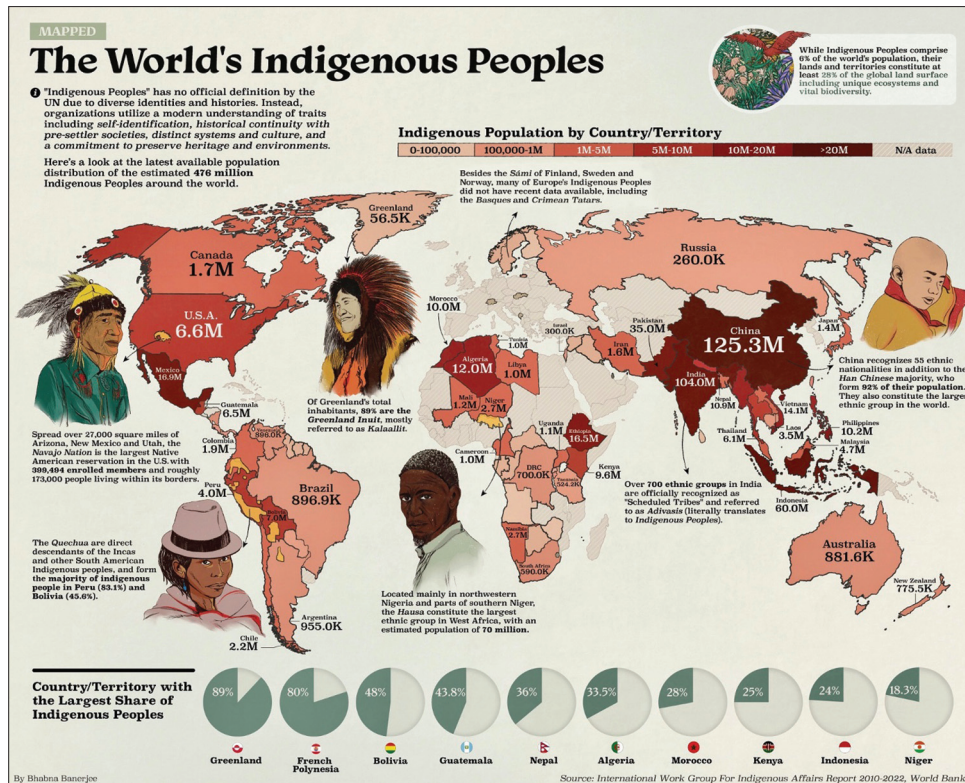 MAPPED
The World's Indigenous Peoples
"Indigenous Peoples" has no official definition by the
UN due to diverse identities and histories. Instead,
organizations utilize a modern understanding of traits
including self-identification, historical continuity with
pre-settler societies, distinct systems and culture, and
a commitment to preserve heritage and environments.
Here's a look at the latest available population
distribution of the estimated 476 million
Indigenous Peoples around the world.
While Indigenous Peoples comprise
6% of the world's population, their
lands and territories constitute at
least 28% of the global land surface
including unique ecosystems and
vital biodiversity.
Indigenous Population by Country/Territory
0-100,000 100,000-1M 1M-5M 5M-10M 10M-20M >20M N/A data
Besides the Sámi of Finland, Sweden and
Norway, many of Europe's Indigenous Peoples
did not have recent data available, including
the Basques and Crimean Tatars.
Greenland
56.5K
Canada
1.7M
U.S.A.
6.6M
Mexico
16.9M
Guatemala
6.5M
Colombia
1.9M
898.0K
Peru
4.0M
Brazil
896.9K
Bolivia
7.0M
Argentina
955.0K
Chile
2.2M
Russia
260.0K
Morocco
10.0M
Algeria
12.0M
Tunisia
1.0M
Libya
1.0M
Mali
1.2M
Niger
2.7M
Israel
300.0K
Iran
1.6M
Pakistan
35.0M
China
125.3M
Japan
1.4M
India
104.0M
Nepal
10.9M
Vietnam
14.1M
Laos
3.5M
Thailand
6.1M
Philippines
10.2M
Malaysia
4.7M
Indonesia
60.0M
Uganda
1.1M
Ethiopia
16.5M
Cameroon
1.0M
DRC
700.0K
Kenya
9.6M
Tanzania
524.2K
Namibia
2.7M
South Africa
590.0K
Australia
881.6K
New Zealand
775.5K
Spread over 27,000 square miles of
Arizona, New Mexico and Utah, the
Navajo Nation is the largest Native
American reservation in the U.S. with
399,494 enrolled members and roughly
173,000 people living within its borders.
Of Greenland's total
inhabitants, 89% are the
Greenland Inuit, mostly
referred to as Kalaallit.
China recognizes 55 ethnic
nationalities in addition to the
Han Chinese majority, who
form 92% of their population.
They also constitute the larges
ethnic group in the world.
Over 700 ethnic groups in India
are officially recognized as
"Scheduled Tribes" and referred
to as Adivasis (literally translates
to Indigenous Peoples).
The Quechua are direct
descendants of the Incas
and other South American
Indigenous peoples, and form
the majority of indigenous
people in Peru (83.1%) and
Bolivia (45.6%).
Located mainly in northwestern
Nigeria and parts of southern Niger,
the Hausa constitute the largest
ethnic group in West Africa, with an
estimated population of 70 million.
Country/Territory with
the Largest Share of
Indigenous Peoples
89% 80% 48% 43.8% 36% 33.5% 28% 25% 24% 18.3%
Greenland French Polynesia Bolivia Guatemala Nepal Algeria Morocco Kenya Indonesia Niger
By Bhabna Banerjee
Source: International Work Group For Indigenous Affairs Report 2010-2022, World Bank